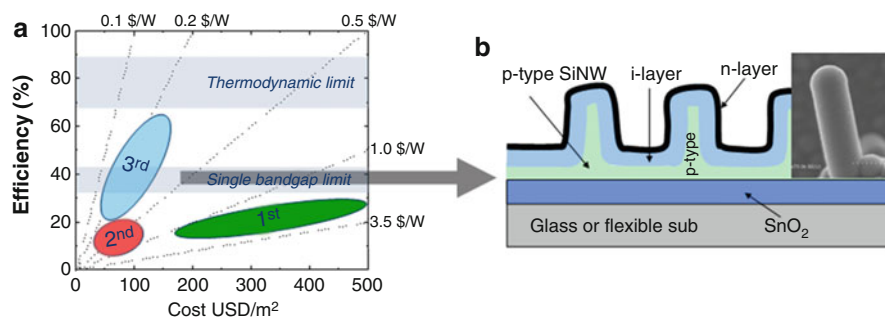 a
0.1 $/W
0.2 $/W
0.5 $/W
100
80
60
40
20
0
Efficiency (%)
Thermodynamic limit
3rd
1.0 $/W
Single bandgap limit
1st
2nd
3.5 $/W
0
100
200
300
400
500
Cost USD/m²
b
p-type SiNW
i-layer
n-layer
p-type
Glass or flexible sub
SnO₂